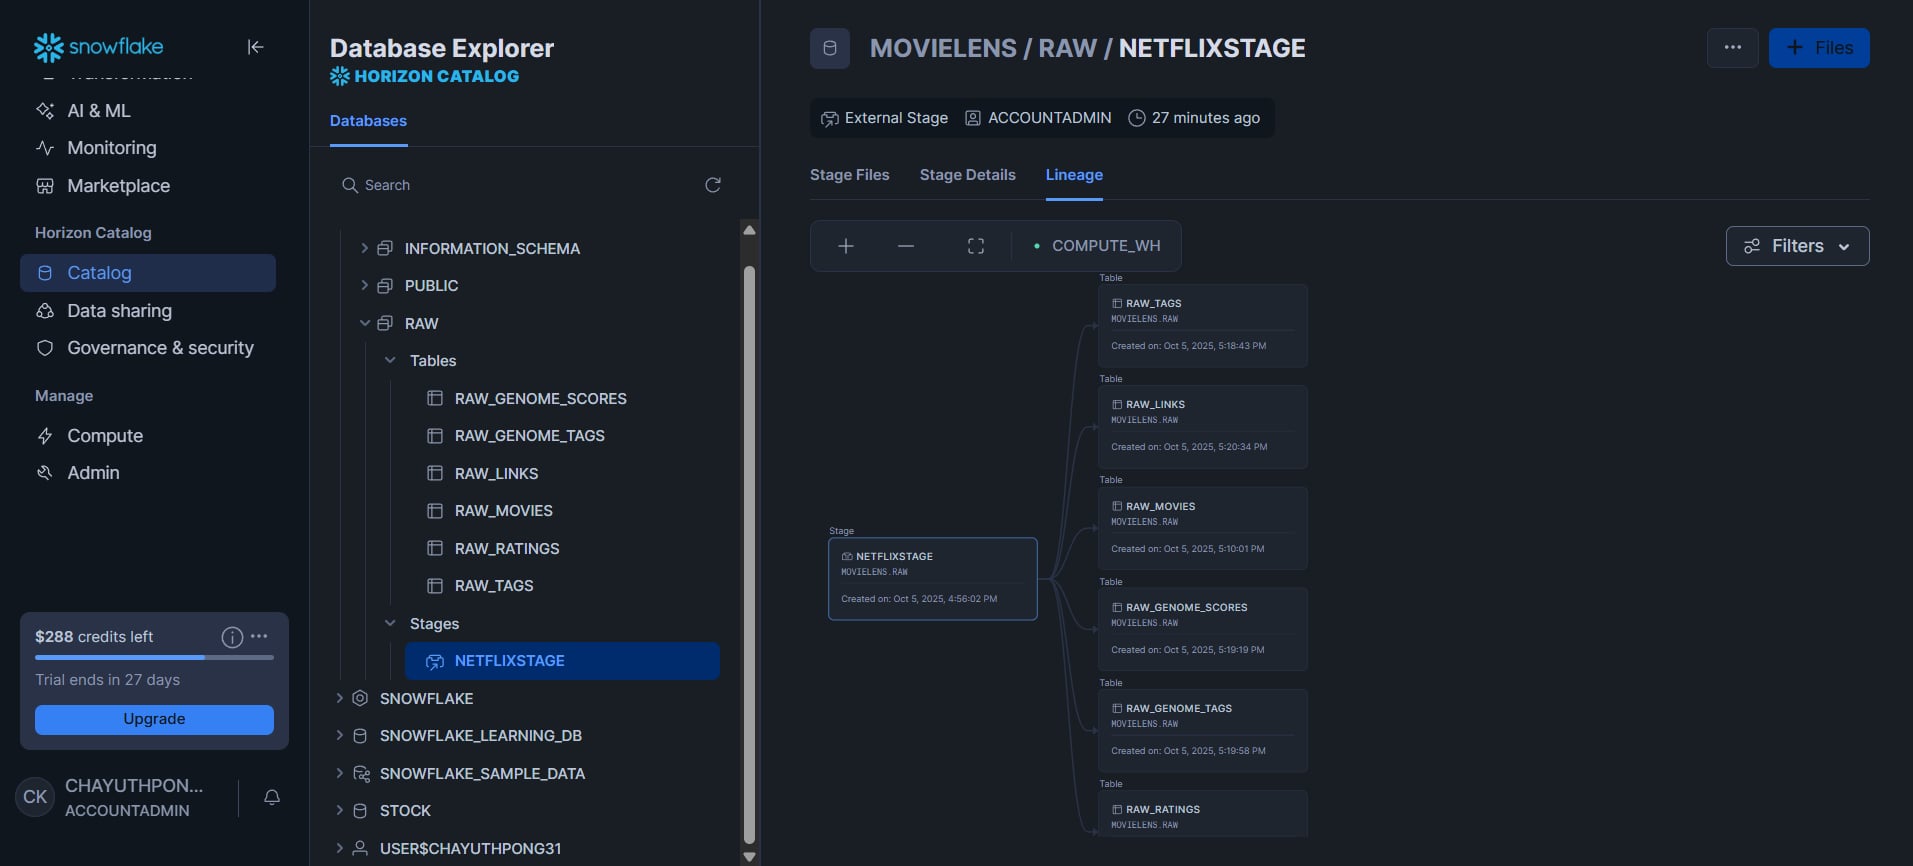 snowflake
Transformation
AI & ML
Monitoring
Marketplace
Horizon Catalog
Catalog
Data sharing
Governance & security
Manage
Compute
Admin
$288 credits left
Trial ends in 27 days
Upgrade
CK
CHAYUTHPON...
ACCOUNTADMIN
Database Explorer
HORIZON CATALOG
Databases
Search
INFORMATION_SCHEMA
PUBLIC
RAW
Tables
RAW_GENOME_SCORES
RAW_GENOME_TAGS
RAW_LINKS
RAW_MOVIES
RAW_RATINGS
RAW_TAGS
Stages
NETFLIXSTAGE
SNOWFLAKE
SNOWFLAKE_LEARNING_DB
SNOWFLAKE_SAMPLE_DATA
STOCK
USER$CHAYUTHPONG31
MOVIELENS / RAW / NETFLIXSTAGE
+ Files
External Stage ACCOUNTADMIN 27 minutes ago
Stage Files Stage Details Lineage
COMPUTE_WH
Filters
Stage
NETFLIXSTAGE
MOVIELENS.RAW
Created on: Oct 5, 2025, 4:56:02 PM
Table
RAW_TAGS
MOVIELENS.RAW
Created on: Oct 5, 2025, 5:18:43 PM
Table
RAW_LINKS
MOVIELENS.RAW
Created on: Oct 5, 2025, 5:20:34 PM
Table
RAW_MOVIES
MOVIELENS.RAW
Created on: Oct 5, 2025, 5:10:01 PM
Table
RAW_GENOME_SCORES
MOVIELENS.RAW
Created on: Oct 5, 2025, 5:19:19 PM
Table
RAW_GENOME_TAGS
MOVIELENS.RAW
Created on: Oct 5, 2025, 5:19:58 PM
Table
RAW_RATINGS
MOVIELENS.RAW